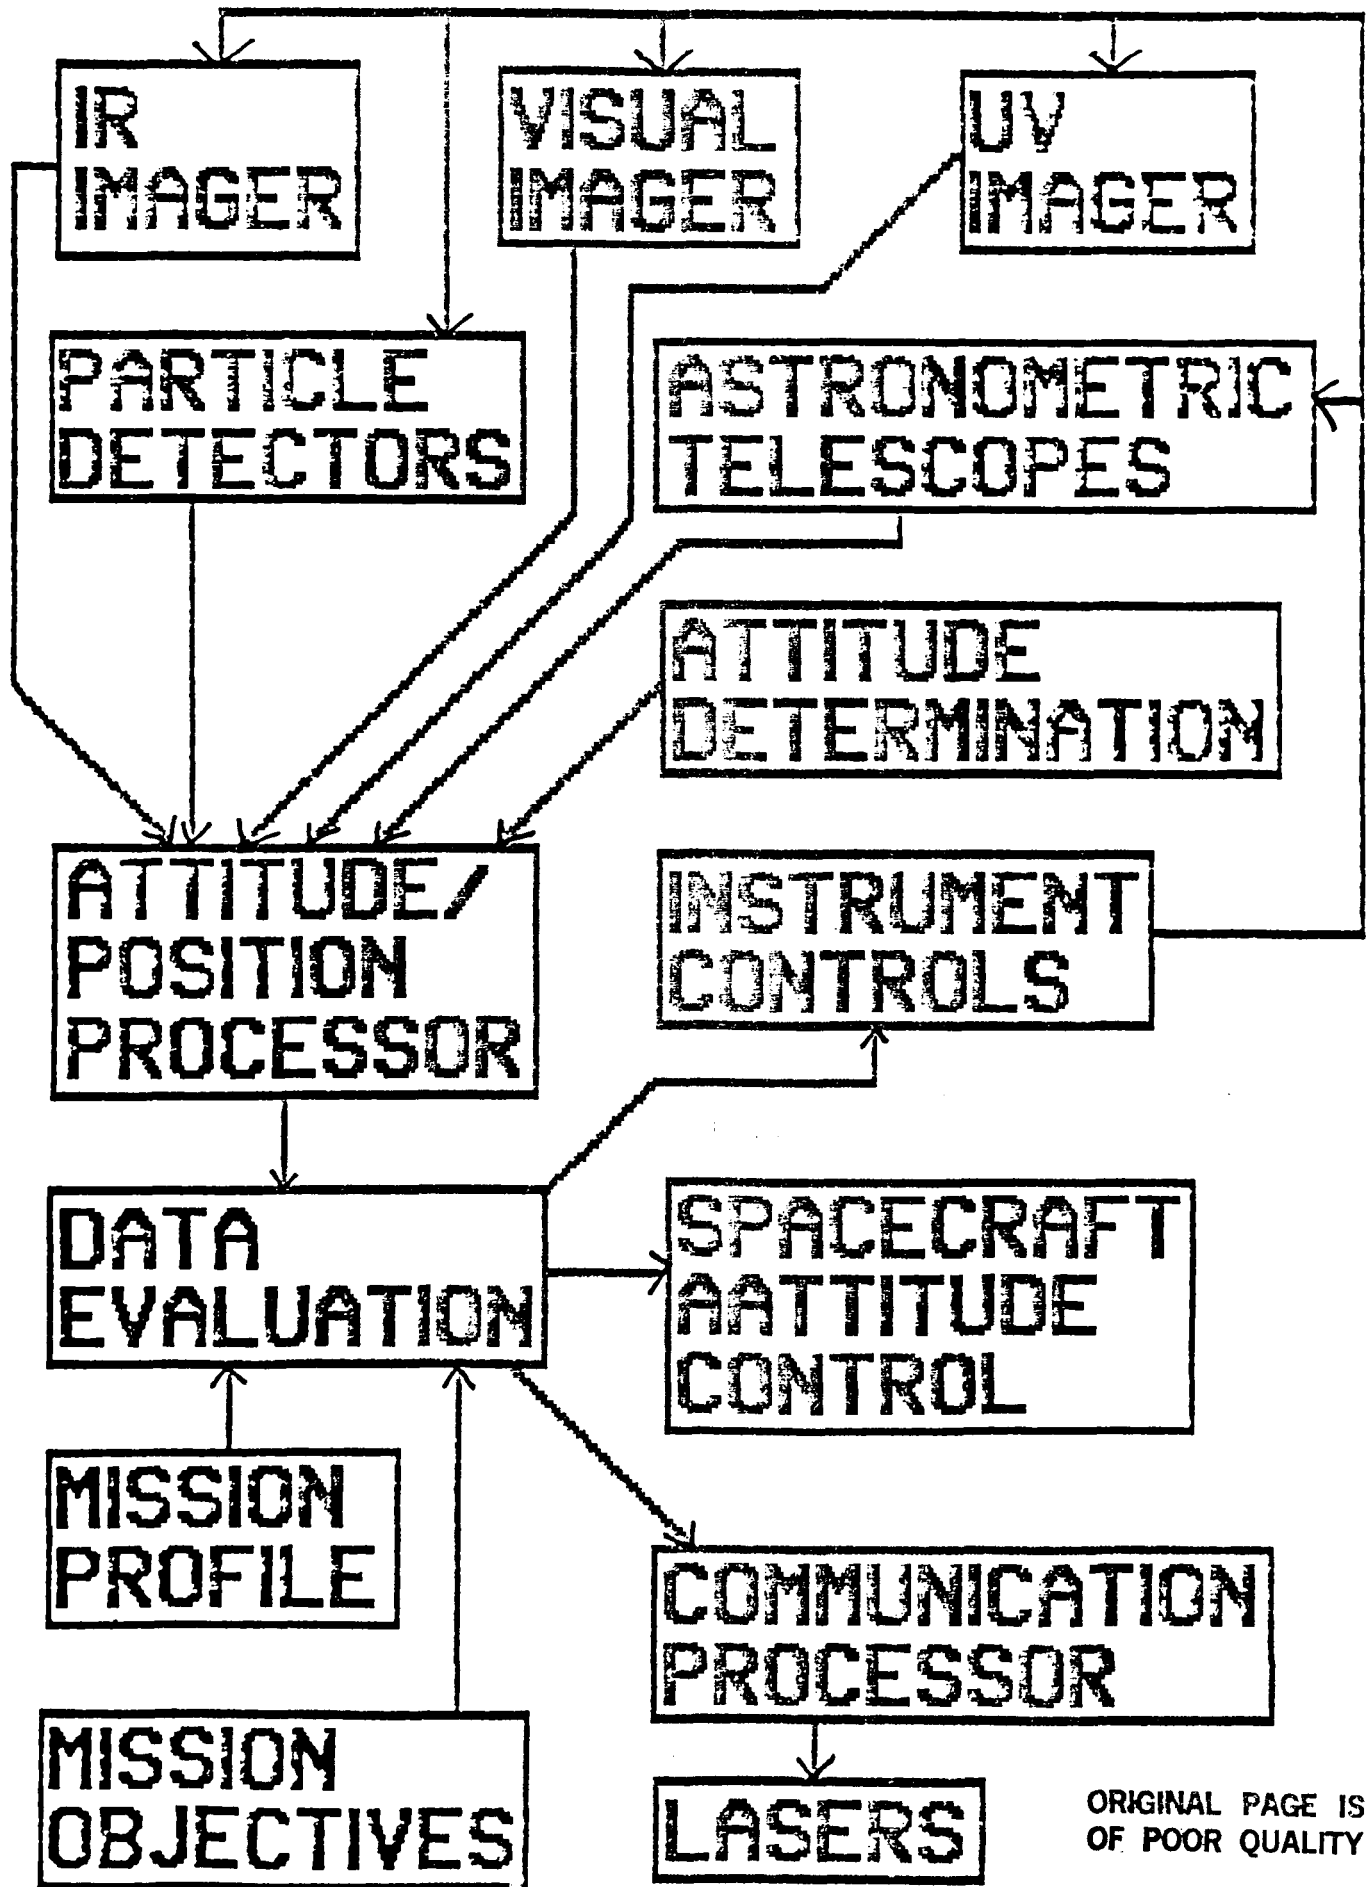 IR
IMAGER
VISUAL
IMAGER
UV
IMAGER
PARTICLE
DETECTORS
ASTRONOMETRIC
TELESCOPES
ATTITUDE
DETERMINATION
ATTITUDE/
POSITION
PROCESSOR
INSTRUMENT
CONTROLS
DATA
EVALUATION
SPACECRAFT
AATTITUDE
CONTROL
MISSION
PROFILE
COMMUNICATION
PROCESSOR
MISSION
OBJECTIVES
LASERS
ORIGINAL PAGE IS
OF POOR QUALITY